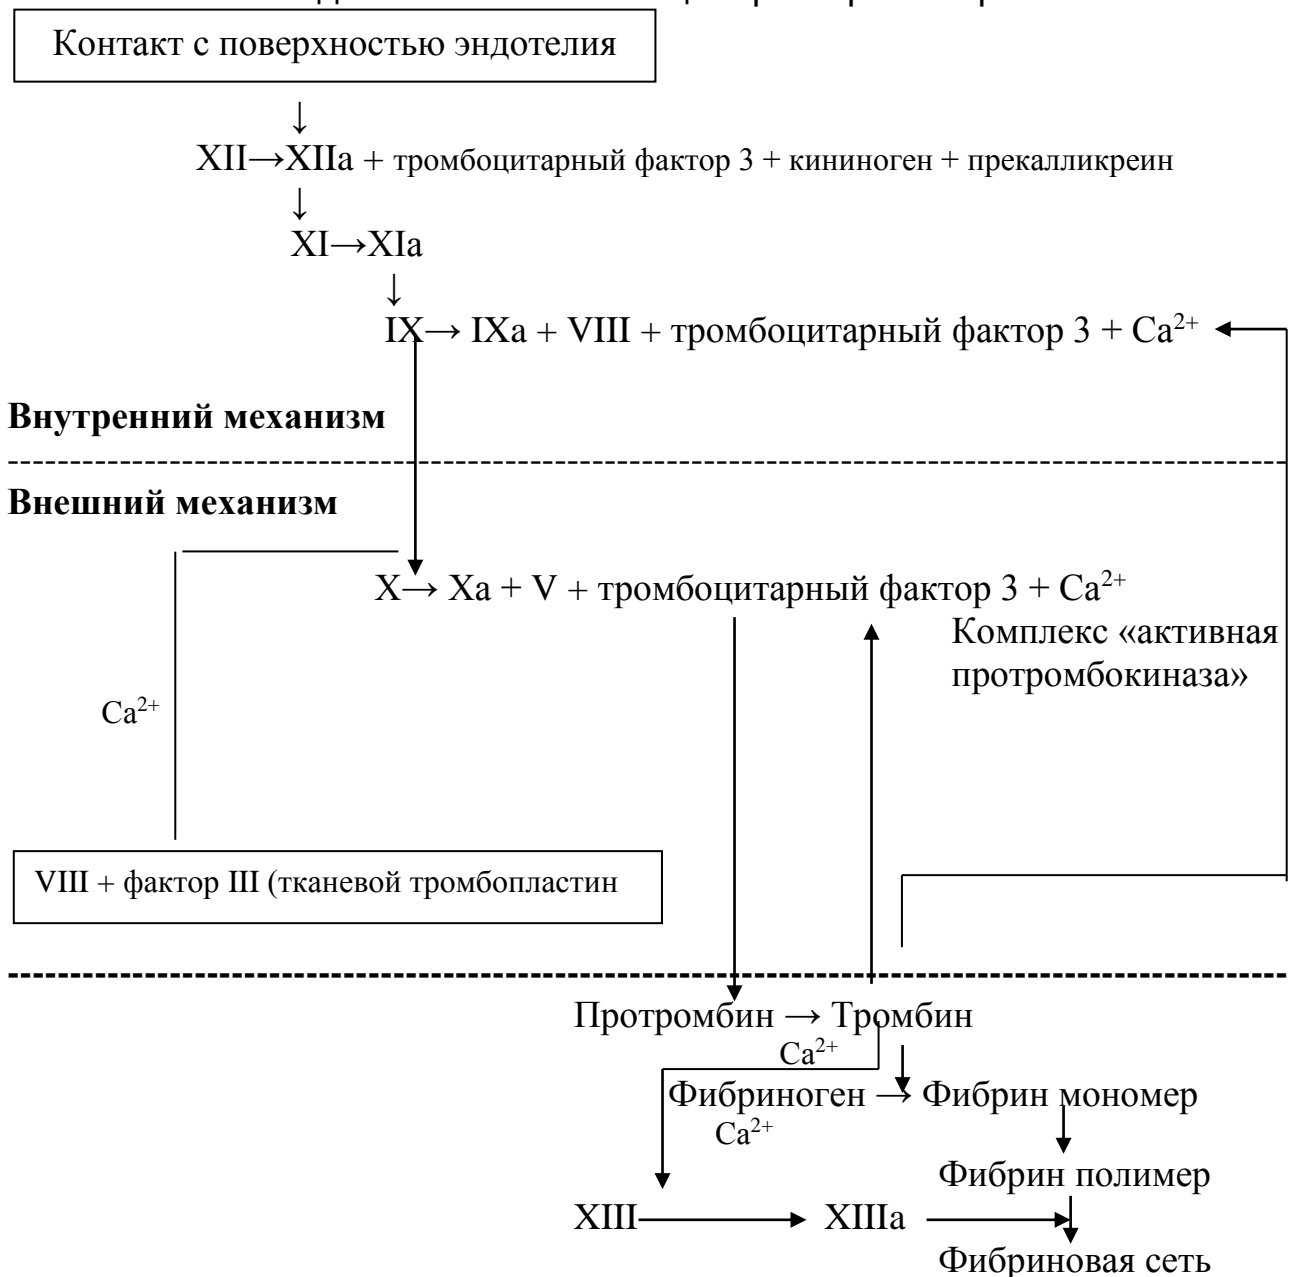 Контакт с поверхностью эндотелия
↓
XII→XIIa + тромбоцитарный фактор 3 + кининоген + прекалликреин
↓
XI→XIa
↓
IX→ IXa + VIII + тромбоцитарный фактор 3 + Ca²⁺
Внутренний механизм
Внешний механизм
X→ Xa + V + тромбоцитарный фактор 3 + Ca²⁺
Комплекс «активная
протромбокиназа»
Ca²⁺
VIII + фактор III (тканевой тромбопластин
Протромбин → Тромбин
Ca²⁺
Фибриноген → Фибрин мономер
Ca²⁺
Фибрин полимер
XIII XIIIa
Фибриновая сеть